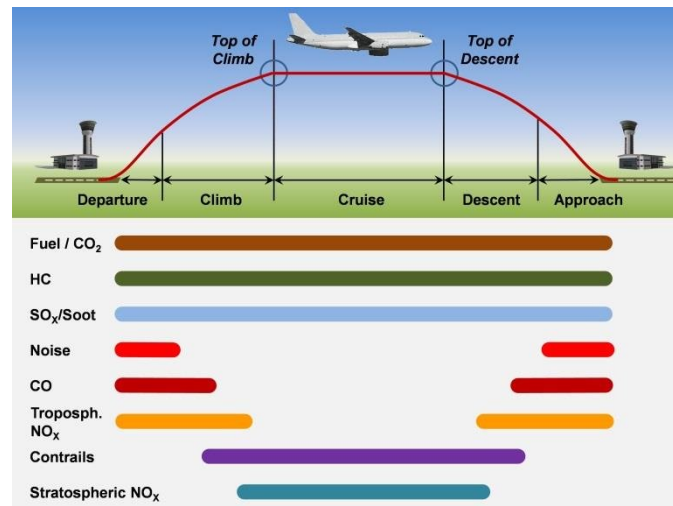 Top of
Climb
Top of
Descent
Departure
Climb
Cruise
Descent
Approach
Fuel / CO₂
HC
SOₓ/Soot
Noise
CO
Troposph.
NOₓ
Contrails
Stratospheric NOₓ